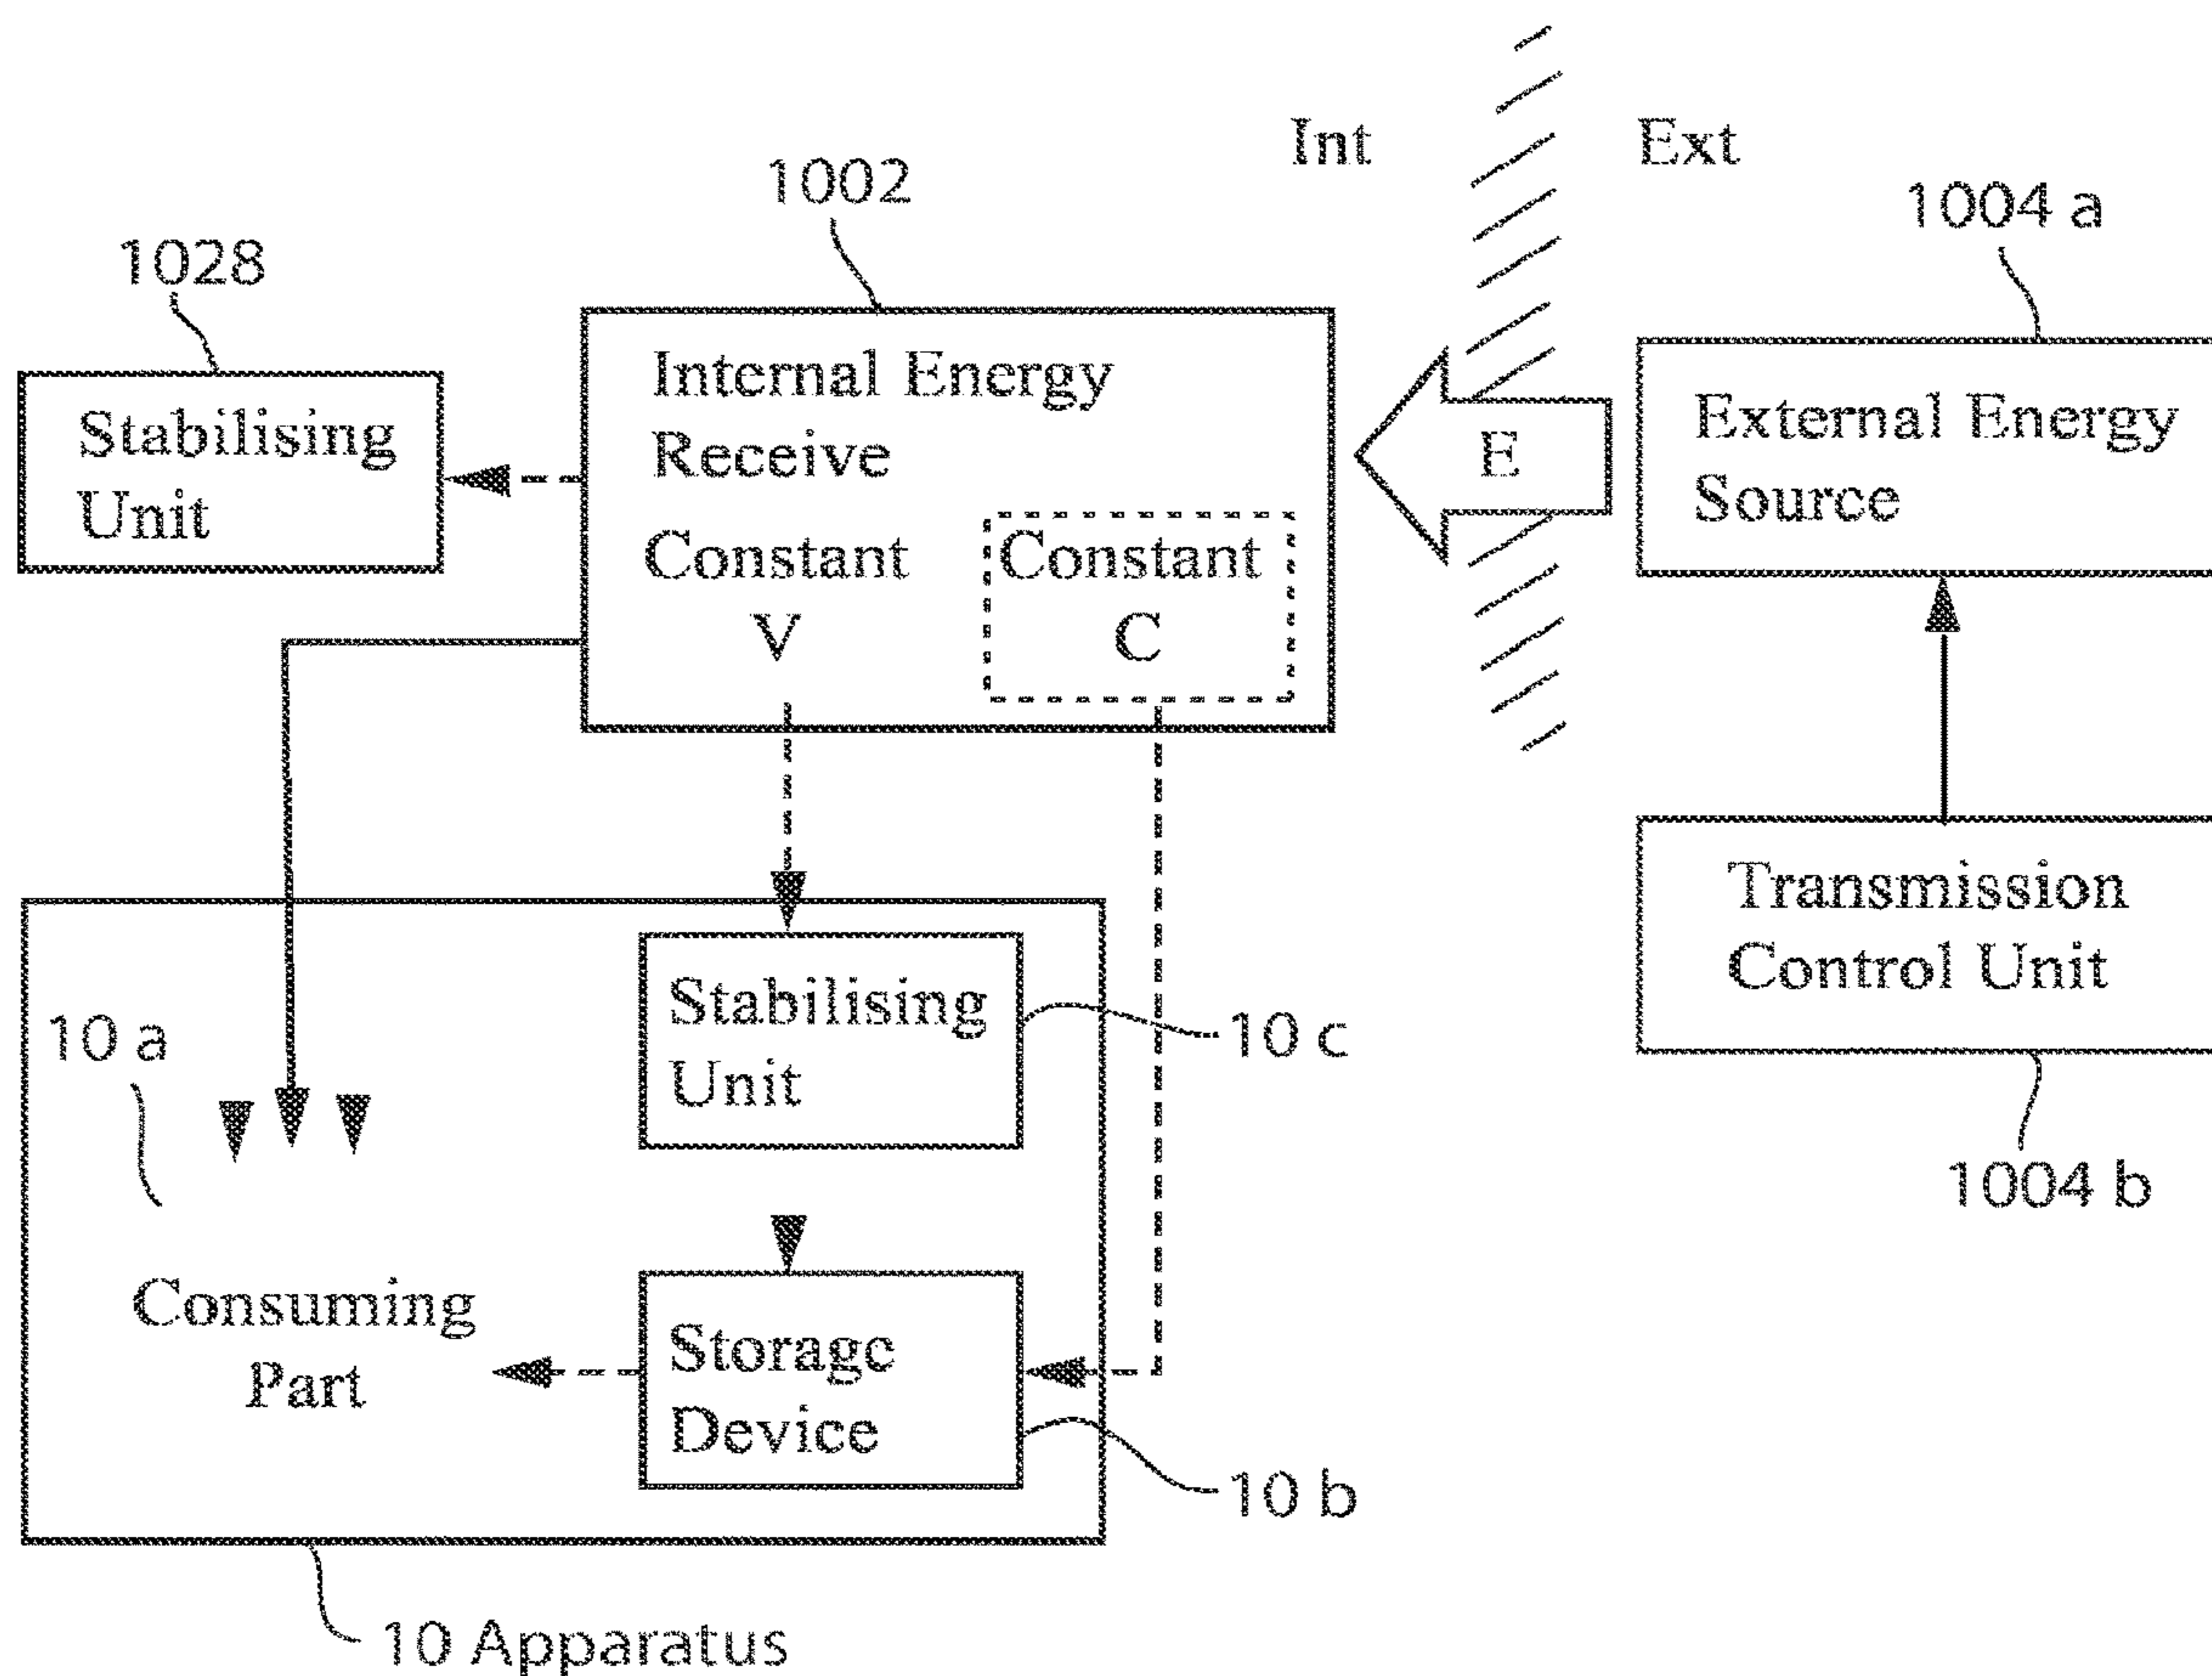 Int
Ext
1002
1004 a
1028
Internal Energy
Receive
Constant
V
Constant
C
Stabilising
Unit
E
External Energy
Source
Transmission
Control Unit
1004 b
10 a
Stabilising
Unit
10 c
Consuming
Part
Storage
Device
10 b
10 Apparatus